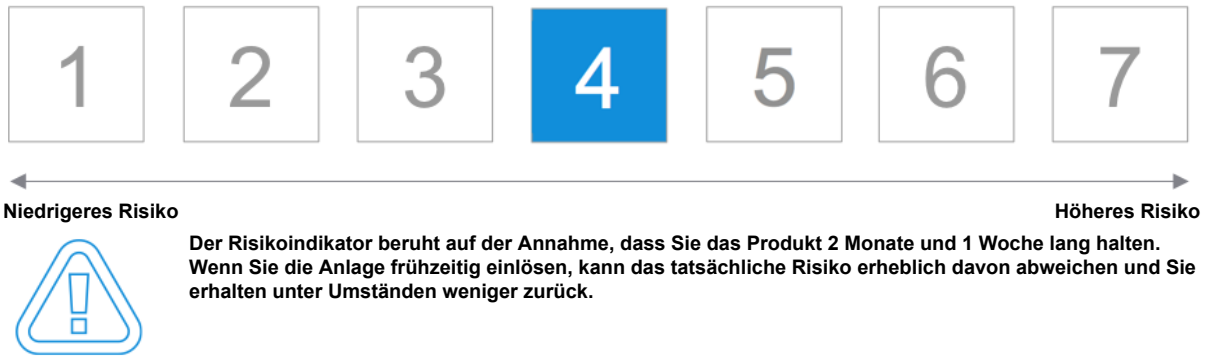 1 2 3 4 5 6 7
Niedrigeres Risiko Höheres Risiko
Der Risikoindikator beruht auf der Annahme, dass Sie das Produkt 2 Monate und 1 Woche lang halten.
Wenn Sie die Anlage frühzeitig einlösen, kann das tatsächliche Risiko erheblich davon abweichen und Sie
erhalten unter Umständen weniger zurück.